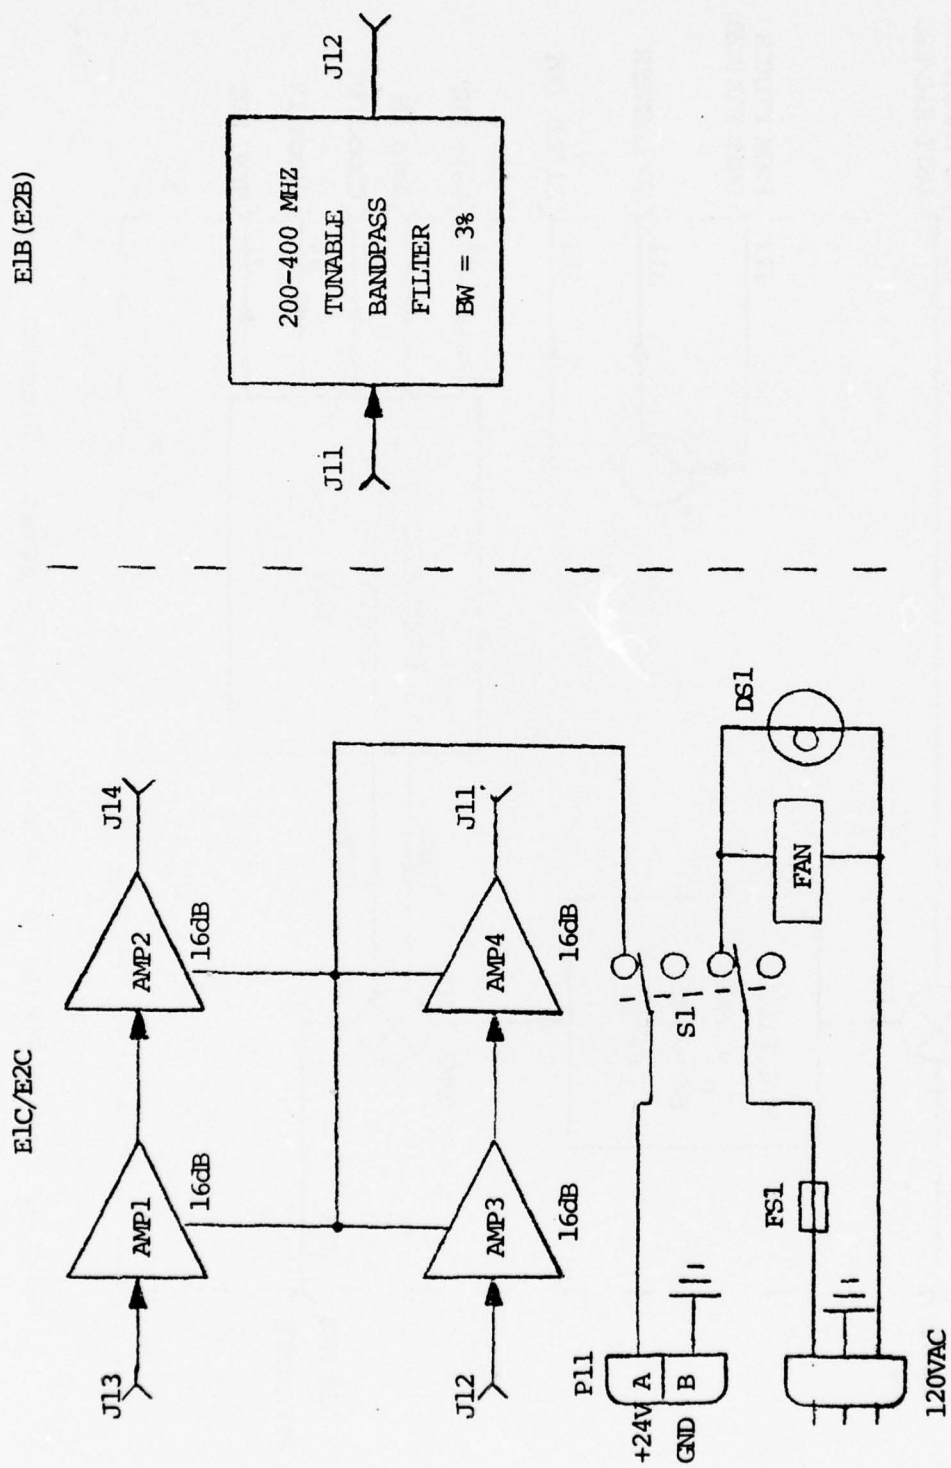 E1C/E2C
E1B (E2B)
J13
AMP1
16dB
AMP2
16dB
J14
J12
AMP3
16dB
AMP4
16dB
J11
P11
+24V
A
GND
B
S1
FS1
FAN
DS1
120VAC
J11
200-400 MHZ
TUNABLE
BANDPASS
FILTER
BW = 3%
J12